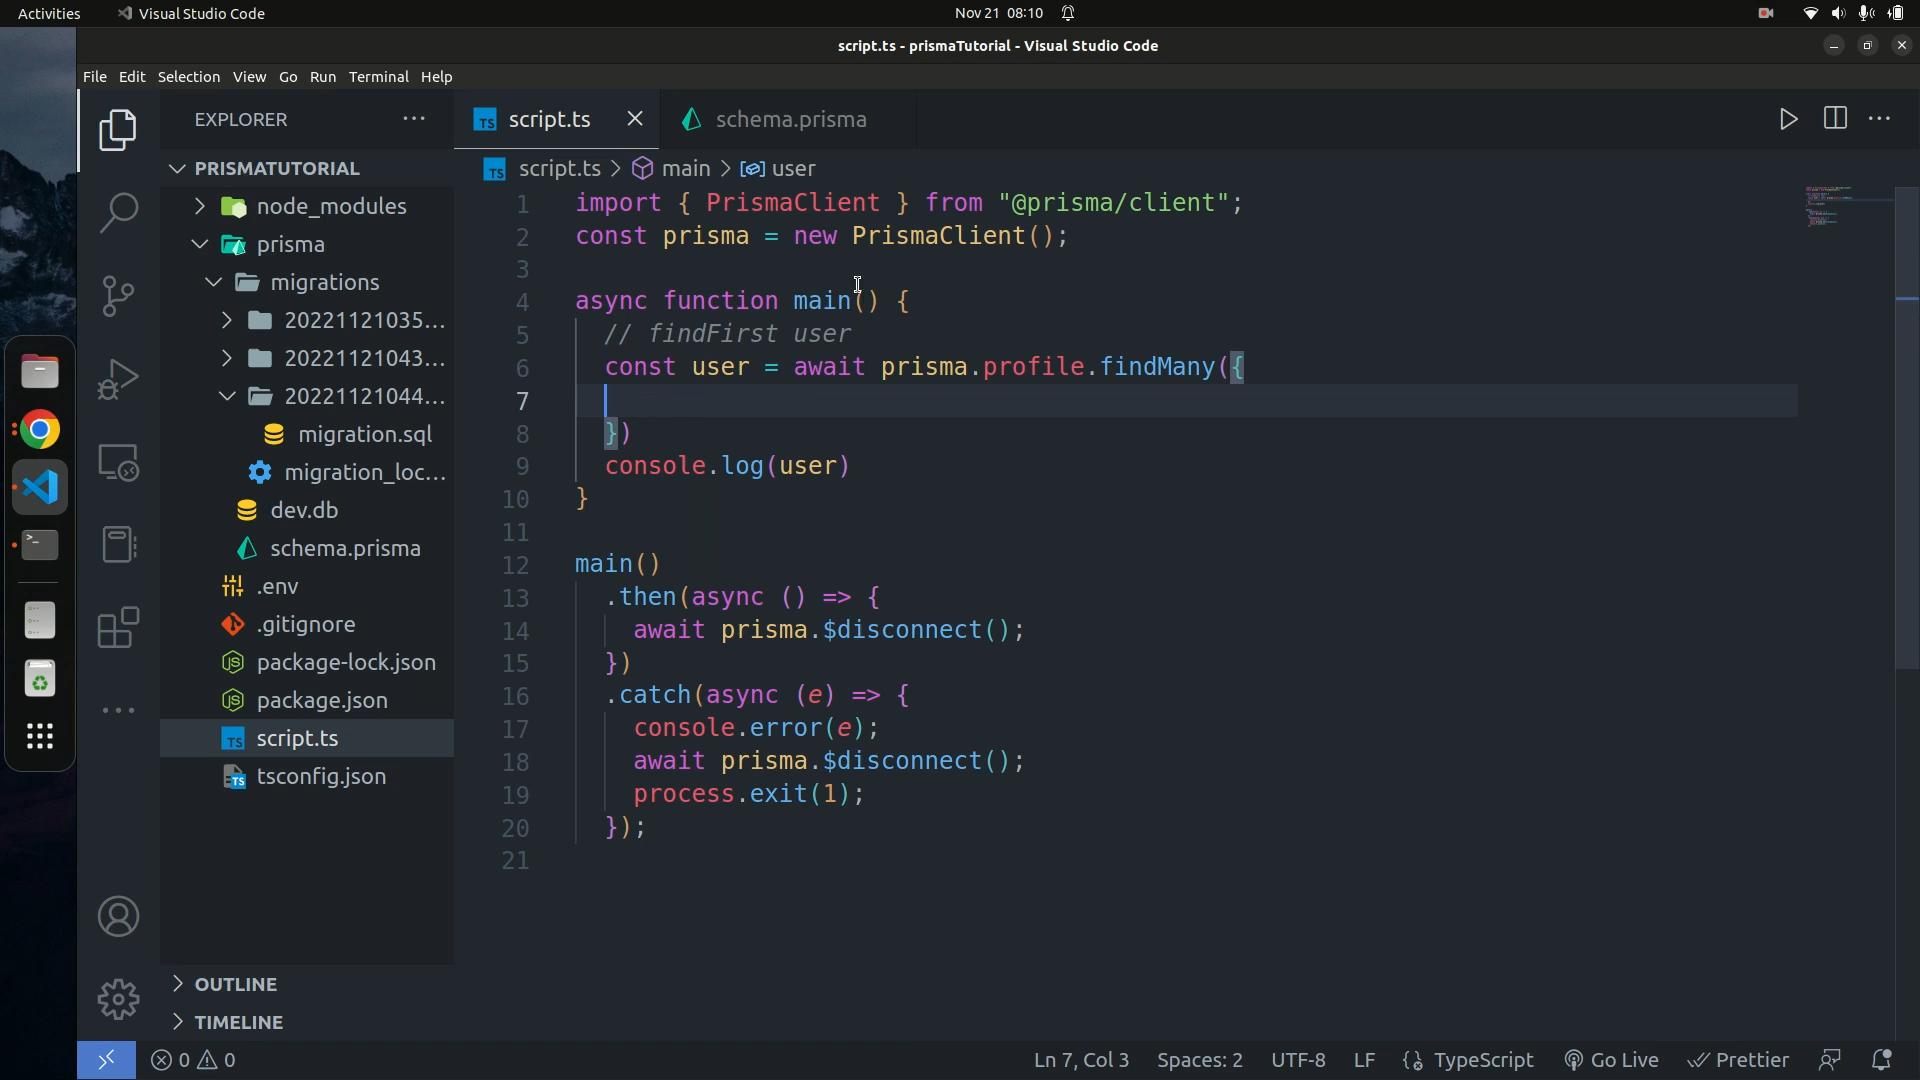 Activities
Visual Studio Code
Nov 21 08:10
script.ts - prismaTutorial - Visual Studio Code
File Edit Selection View Go Run Terminal Help
EXPLORER
PRISMATUTORIAL
node_modules
prisma
migrations
20221121035...
20221121043...
20221121044...
migration.sql
migration_loc...
dev.db
schema.prisma
.env
.gitignore
package-lock.json
package.json
script.ts
tsconfig.json
OUTLINE
TIMELINE
script.ts
schema.prisma
script.ts > main > user
1 import { PrismaClient } from "@prisma/client";
2 const prisma = new PrismaClient();
3
4 async function main() {
5 // findFirst user
6 const user = await prisma.profile.findMany({
7
8 })
9 console.log(user)
10 }
11
12 main()
13 .then(async () => {
14 await prisma.$disconnect();
15 })
16 .catch(async (e) => {
17 console.error(e);
18 await prisma.$disconnect();
19 process.exit(1);
20 });
21
0 0
Ln 7, Col 3
Spaces: 2
UTF-8
LF
TypeScript
Go Live
Prettier